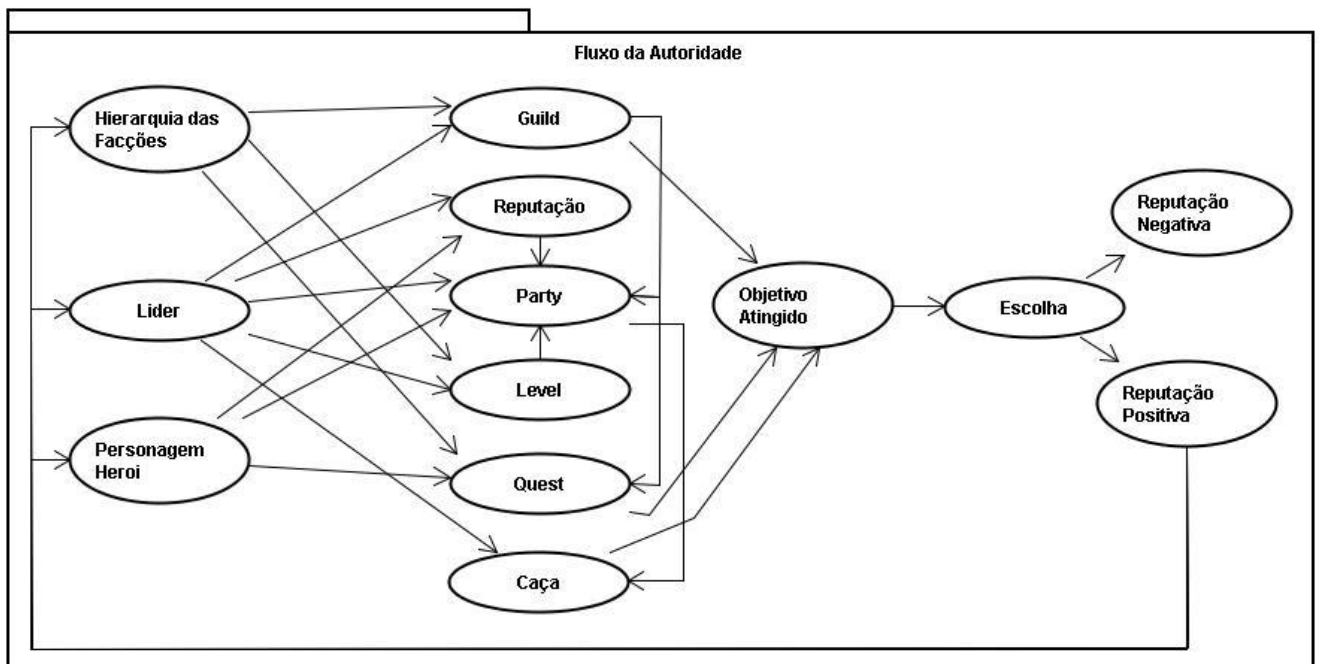 Fluxo da Autoridade
Hierarquia das
Facções
Lider
Personagem
Heroi
Guild
Reputação
Party
Level
Quest
Caça
Objetivo
Atingido
Escolha
Reputação
Negativa
Reputação
Positiva